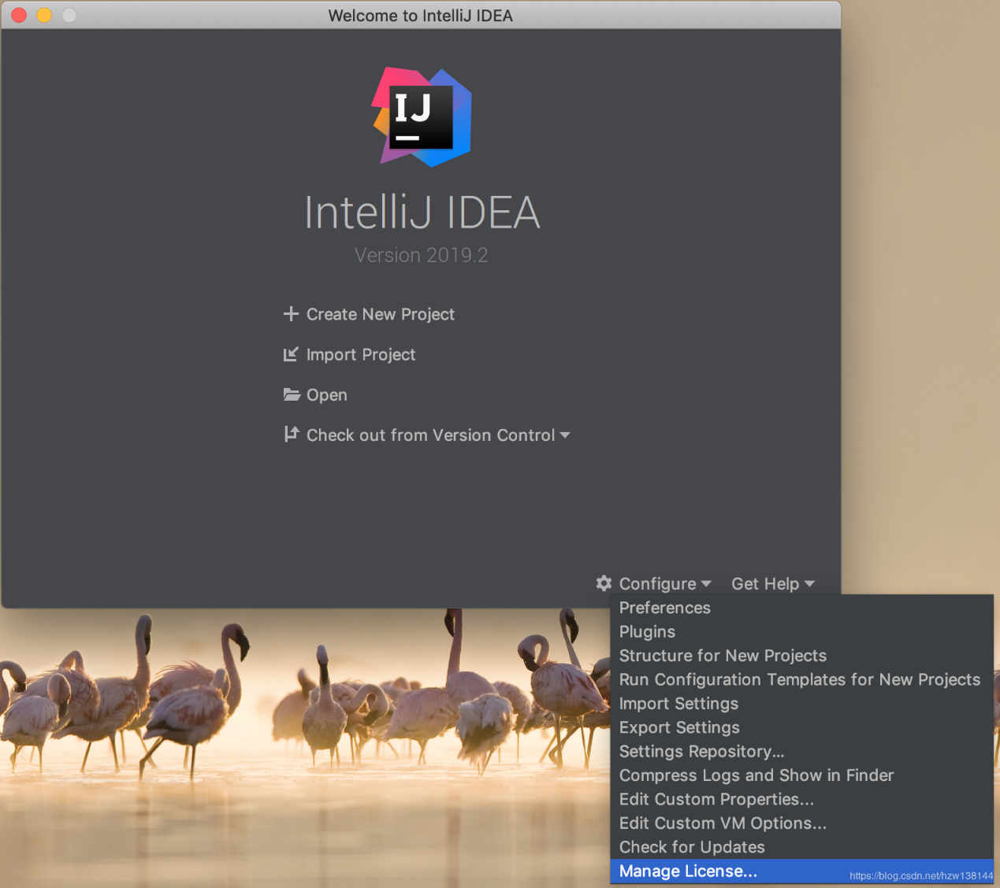 Welcome to IntelliJ IDEA
IJ
IntelliJ IDEA
Version 2019.2
Create New Project
Import Project
Open
Check out from Version Control
Configure
Get Help
Preferences
Plugins
Structure for New Projects
Run Configuration Templates for New Projects
Import Settings
Export Settings
Settings Repository...
Compress Logs and Show in Finder
Edit Custom Properties...
Edit Custom VM Options...
Check for Updates
Manage License...
https://blog.csdn.net/hzw138144